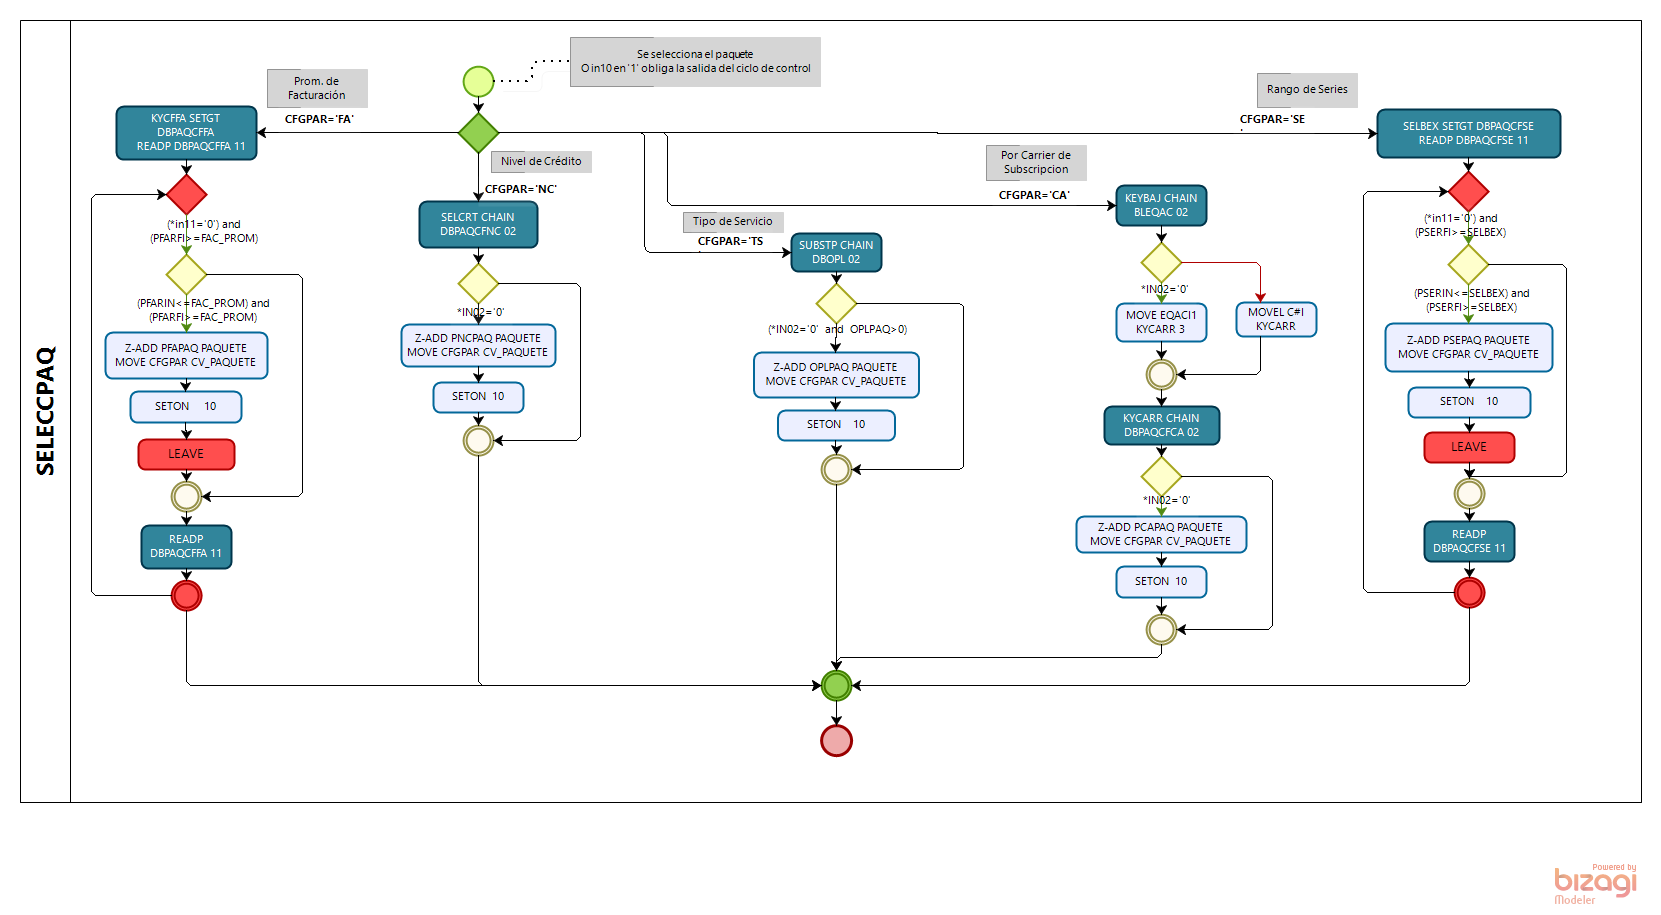 SELECCPAQ
Se selecciona el paquete
O in10 en '1' obliga la salida del ciclo de control
Prom. de
Facturación
CFGPAR='FA'
KYCFFA SETGT
DBPAQCFFA
READP DBPAQCFFA 11
(*in11='0') and
(PFARFI>=FAC_PROM)
(PFARIN<=FAC_PROM) and
(PFARFI>=FAC_PROM)
Z-ADD PFAPAQ PAQUETE
MOVE CFGPAR CV_PAQUETE
SETON 10
LEAVE
READP
DBPAQCFFA 11
Nivel de Crédito
CFGPAR='NC'
SELCRT CHAIN
DBPAQCFNC 02
*IN02='0'
Z-ADD PNCPAQ PAQUETE
MOVE CFGPAR CV_PAQUETE
SETON 10
Tipo de Servicio
CFGPAR='TS
SUBSTP CHAIN
DBOPL 02
(*IN02='0' and OPLPAQ>0)
Z-ADD OPLPAQ PAQUETE
MOVE CFGPAR CV_PAQUETE
SETON 10
Por Carrier de
Subscripcion
CFGPAR='CA'
KEYBAJ CHAIN
BLEQAC 02
*IN02='0'
MOVE EQACI1
KYCARR 3
MOVEL C#I
KYCARR
KYCARR CHAIN
DBPAQCFCA 02
*IN02='0'
Z-ADD PCAPAQ PAQUETE
MOVE CFGPAR CV_PAQUETE
SETON 10
Rango de Series
CFGPAR='SE
SELBEX SETGT DBPAQCFSE
READP DBPAQCFSE 11
(*in11='0') and
(PSERFI>=SELBEX)
(PSERIN<=SELBEX) and
(PSERFI>=SELBEX)
Z-ADD PSEPAQ PAQUETE
MOVE CFGPAR CV_PAQUETE
SETON 10
LEAVE
READP
DBPAQCFSE 11
Powered by
bizagi
Modeler